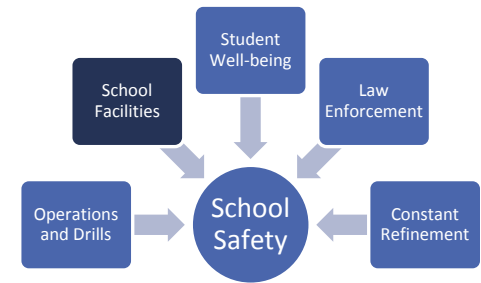 Student
Well-being
School
Facilities
Law
Enforcement
Operations
and Drills
School
Safety
Constant
Refinement